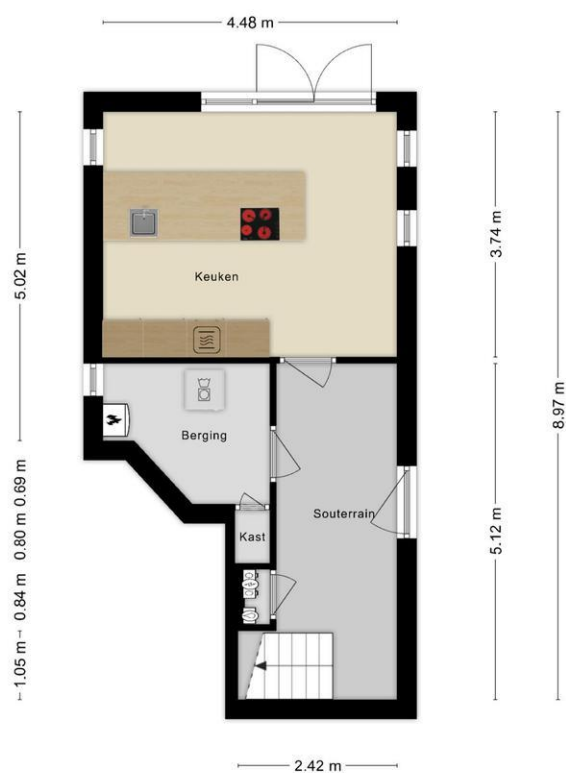 4.48 m
Keuken
Berging
Kast
Souterrain
5.02 m
0.69 m
0.80 m
0.84 m
1.05 m
3.74 m
5.12 m
8.97 m
2.42 m